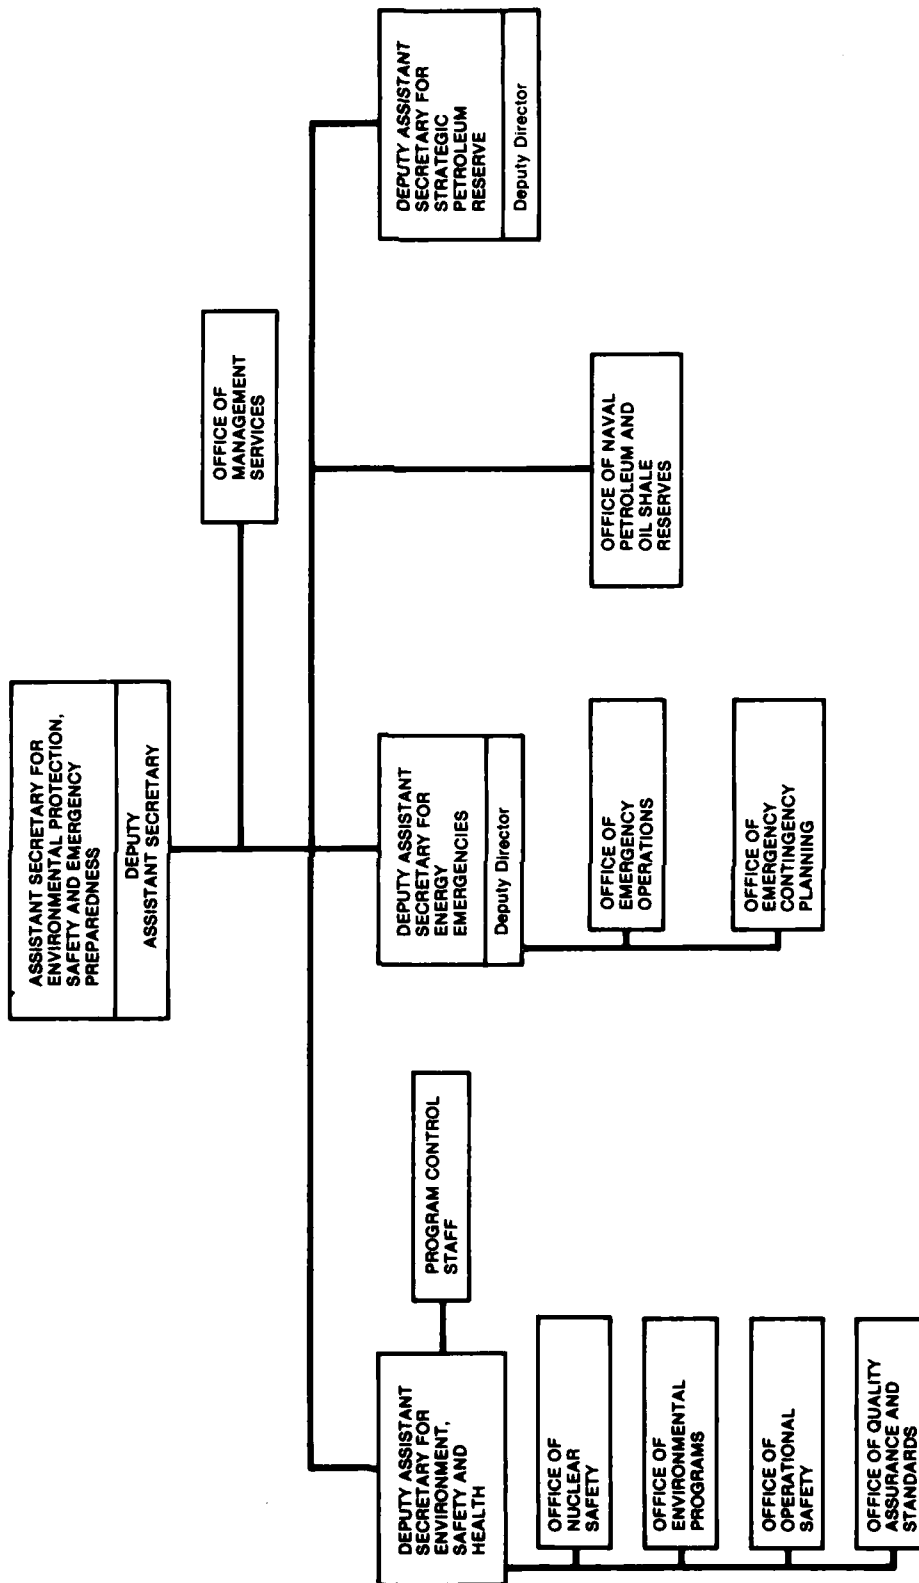 ASSISTANT SECRETARY FOR
ENVIRONMENTAL PROTECTION,
SAFETY AND EMERGENCY
PREPAREDNESS
DEPUTY
ASSISTANT SECRETARY
OFFICE OF
MANAGEMENT
SERVICES
DEPUTY ASSISTANT
SECRETARY FOR
ENVIRONMENT,
SAFETY AND
HEALTH
PROGRAM CONTROL
STAFF
OFFICE OF
NUCLEAR
SAFETY
OFFICE OF
ENVIRONMENTAL
PROGRAMS
OFFICE OF
OPERATIONAL
SAFETY
OFFICE OF QUALITY
ASSURANCE AND
STANDARDS
DEPUTY ASSISTANT
SECRETARY FOR
ENERGY
EMERGENCIES
Deputy Director
OFFICE OF
EMERGENCY
OPERATIONS
OFFICE OF
EMERGENCY
CONTINGENCY
PLANNING
OFFICE OF NAVAL
PETROLEUM AND
OIL SHALE
RESERVES
DEPUTY ASSISTANT
SECRETARY FOR
STRATEGIC
PETROLEUM
RESERVE
Deputy Director